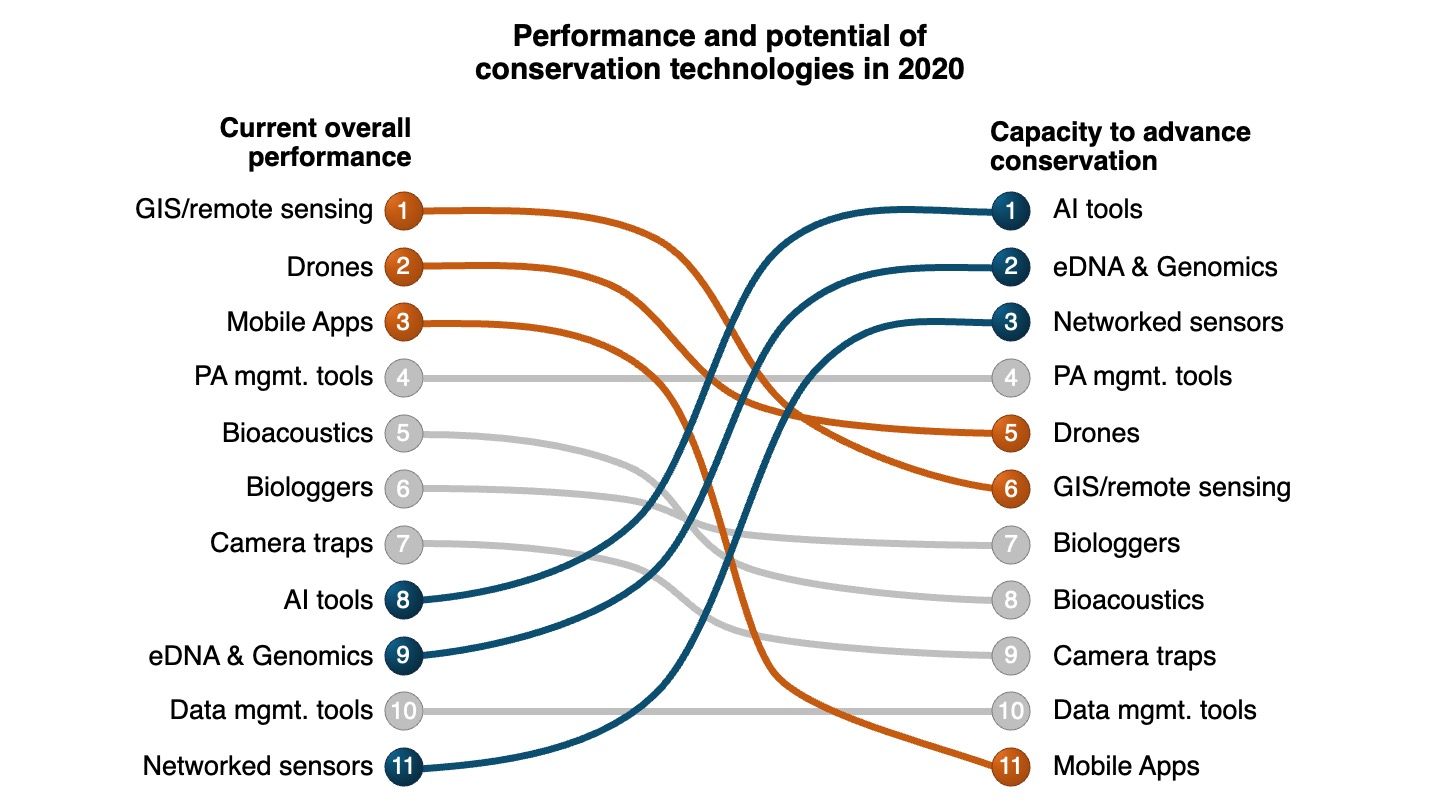 Performance and potential of
conservation technologies in 2020
Current overall
performance
Capacity to advance
conservation
GIS/remote sensing 1 1 AI tools
Drones 2 2 eDNA & Genomics
Mobile Apps 3 3 Networked sensors
PA mgmt. tools 4 4 PA mgmt. tools
Bioacoustics 5 5 Drones
Biologgers 6 6 GIS/remote sensing
Camera traps 7 7 Biologgers
AI tools 8 8 Bioacoustics
eDNA & Genomics 9 9 Camera traps
Data mgmt. tools 10 10 Data mgmt. tools
Networked sensors 11 11 Mobile Apps